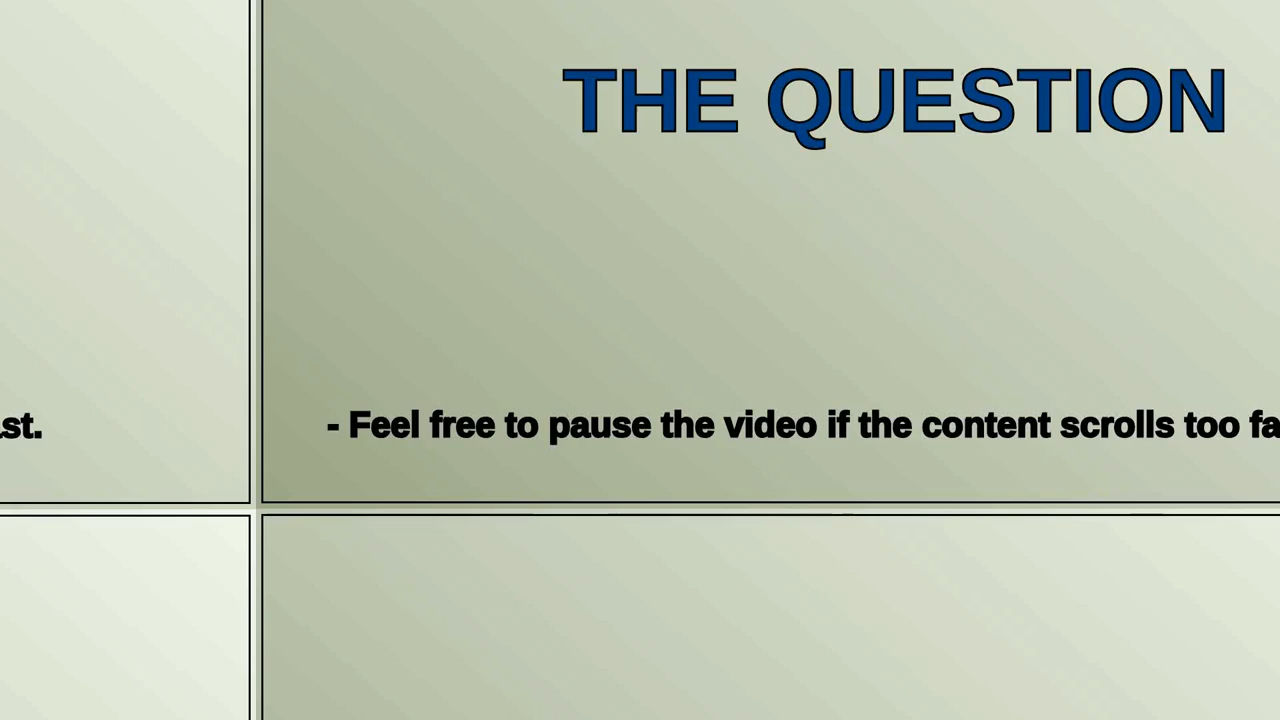 THE QUESTION
st.
- Feel free to pause the video if the content scrolls too fa